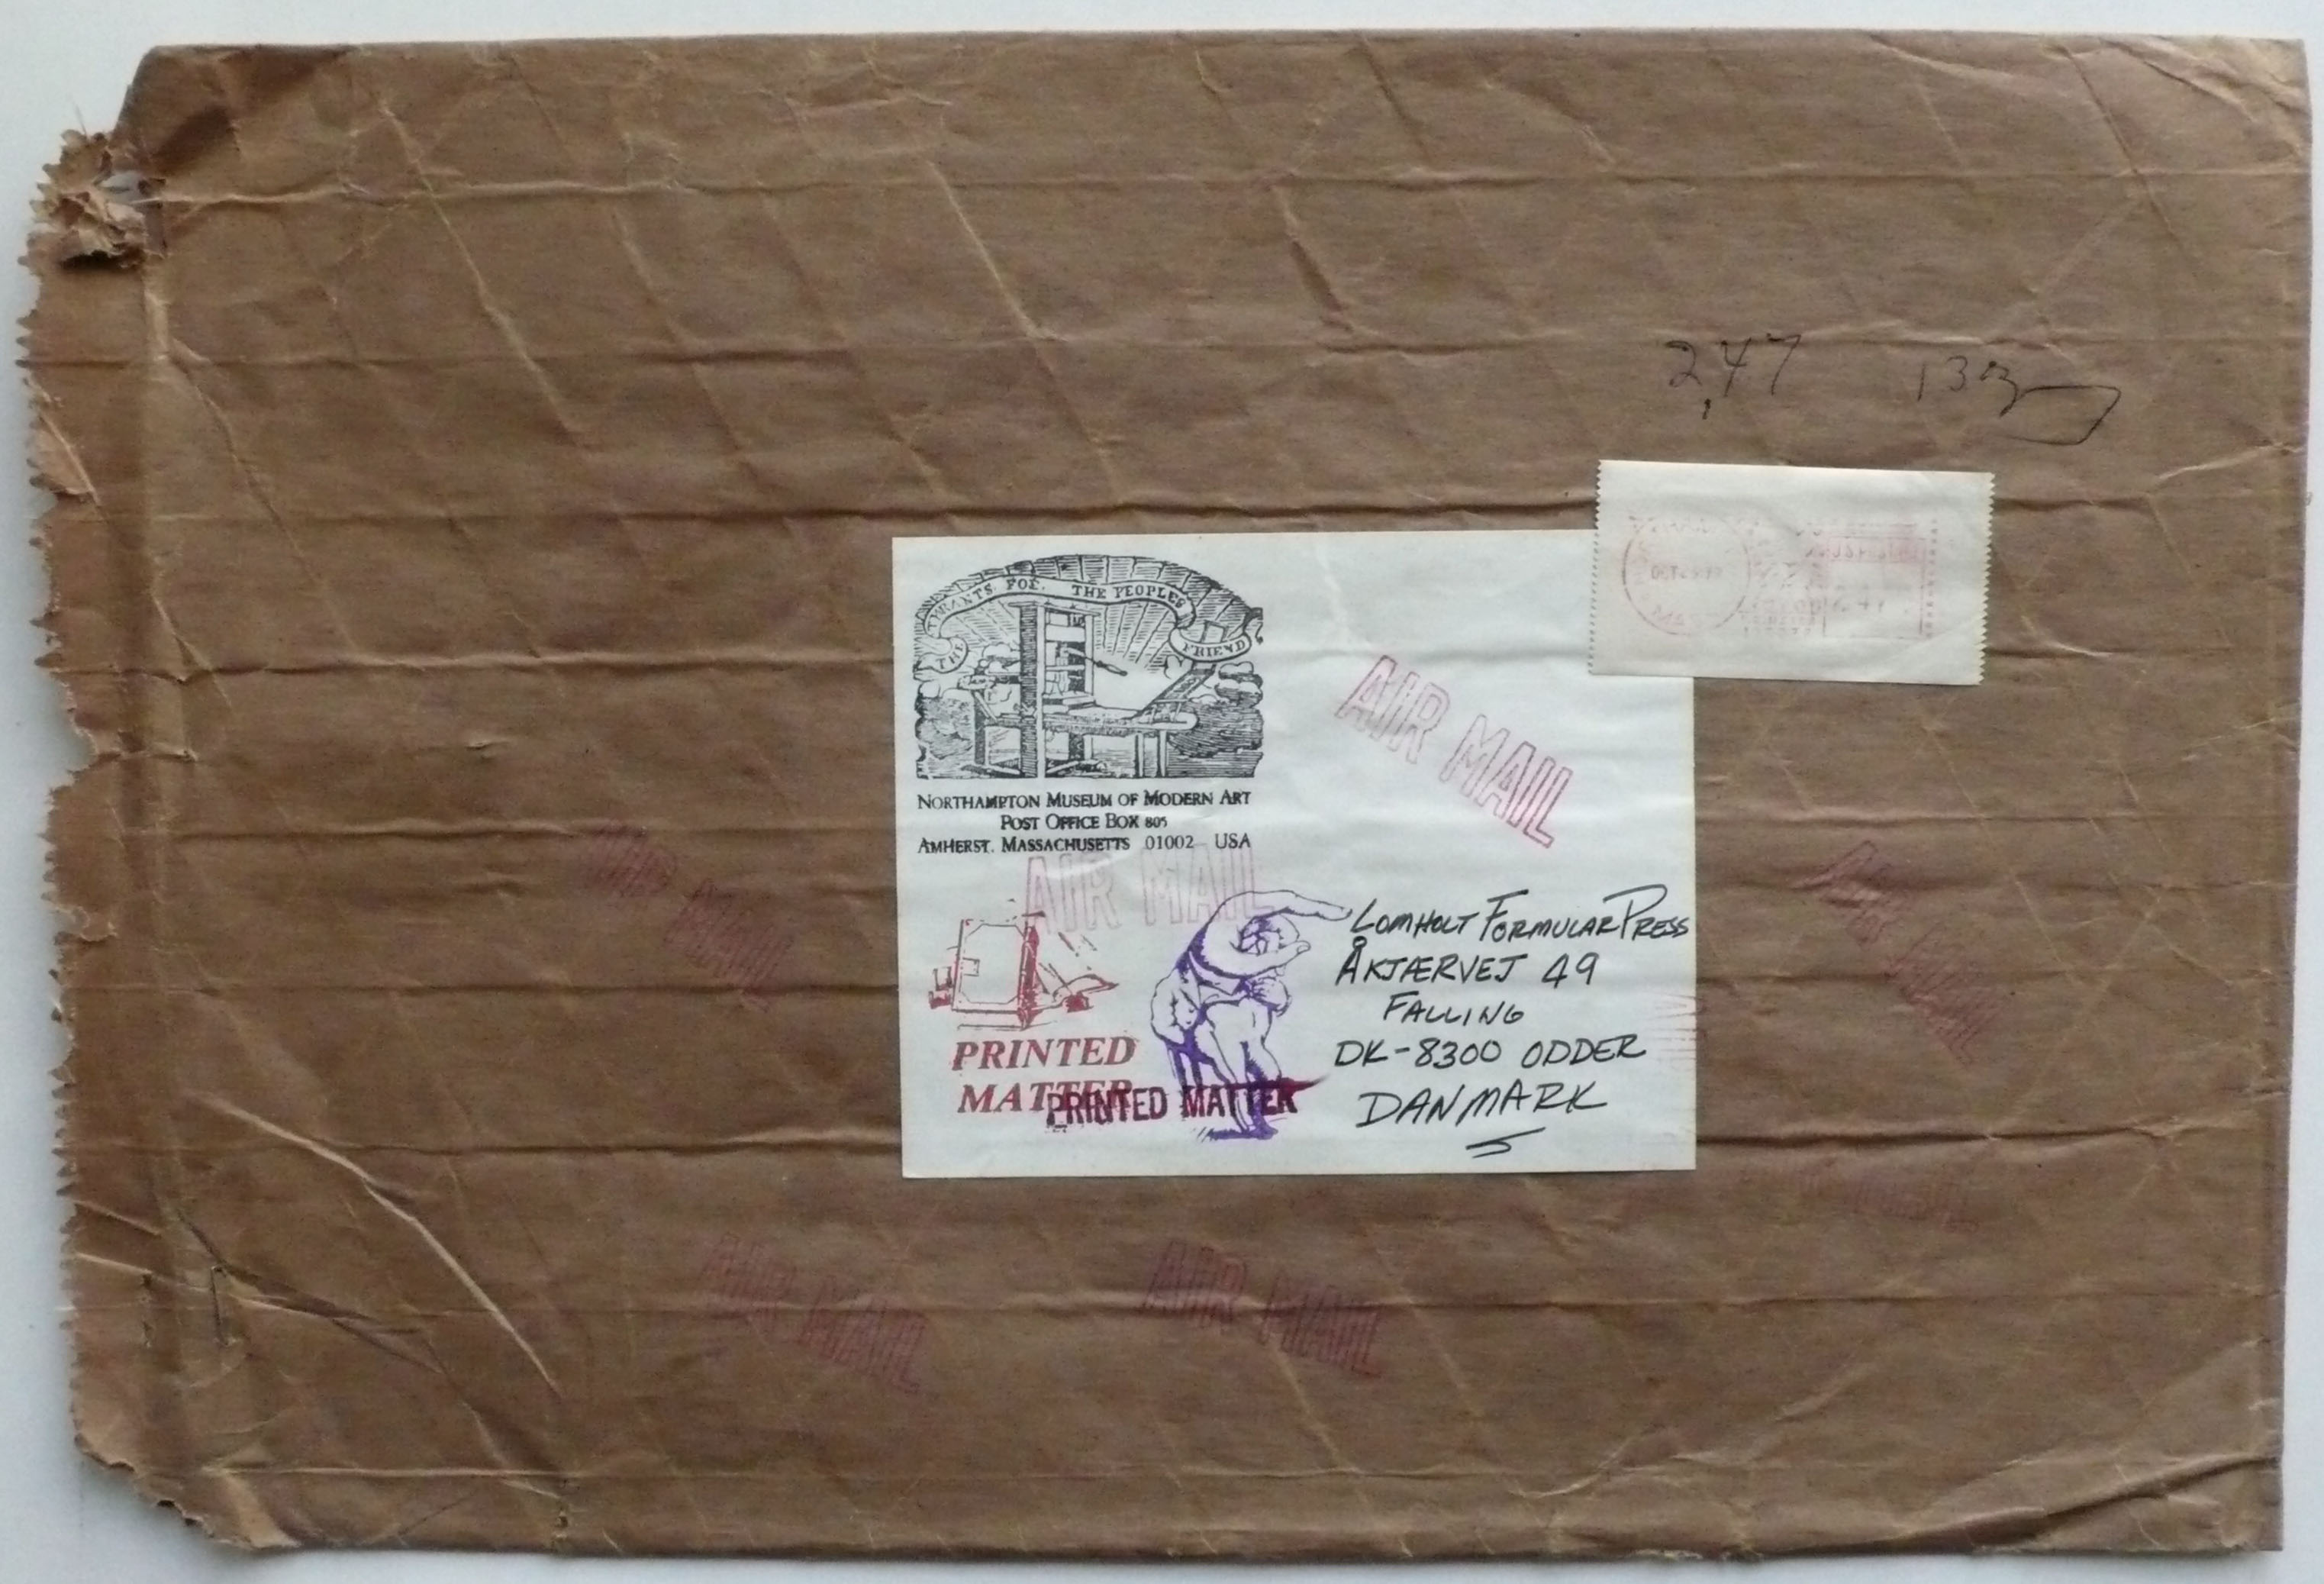 2,47 13oz
THE TYRANTS FOE. THE PEOPLES FRIEND
NORTHAMPTON MUSEUM OF MODERN ART
POST OFFICE BOX 805
AMHERST, MASSACHUSETTS 01002 USA
AIR MAIL
AIR MAIL
AIR MAIL
AIR MAIL
LOMHOLT FORMULAR PRESS
ÅKJÆRVEJ 49
FALLING
DK-8300 ODDER
DANMARK
PRINTED
MATTER
PRINTED MATTER
AIR MAIL
AIR MAIL